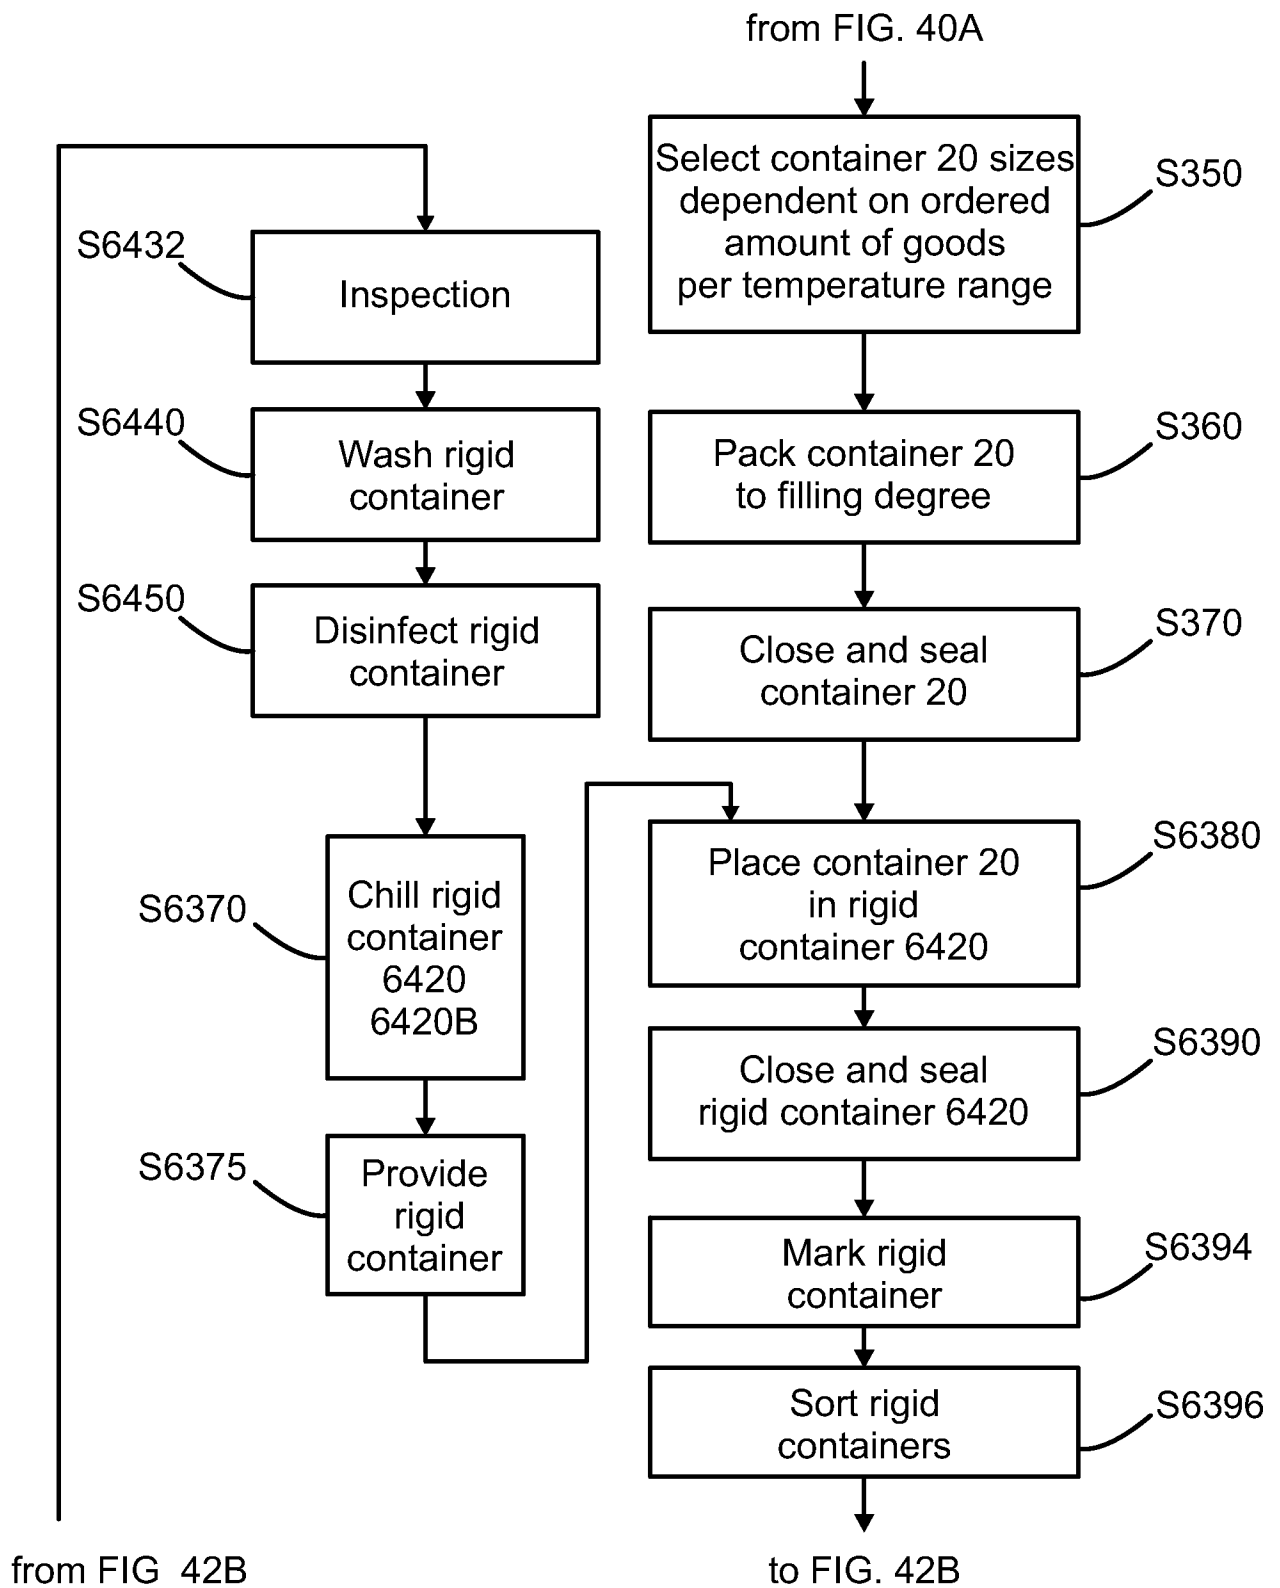 from FIG. 40A
Select container 20 sizes
dependent on ordered
amount of goods
per temperature range
S350
S6432
Inspection
S6440
Wash rigid
container
Pack container 20
to filling degree
S360
S6450
Disinfect rigid
container
Close and seal
container 20
S370
S6370
Chill rigid
container
6420
6420B
Place container 20
in rigid
container 6420
S6380
S6375
Provide
rigid
container
Close and seal
rigid container 6420
S6390
Mark rigid
container
S6394
Sort rigid
containers
S6396
from FIG 42B
to FIG. 42B